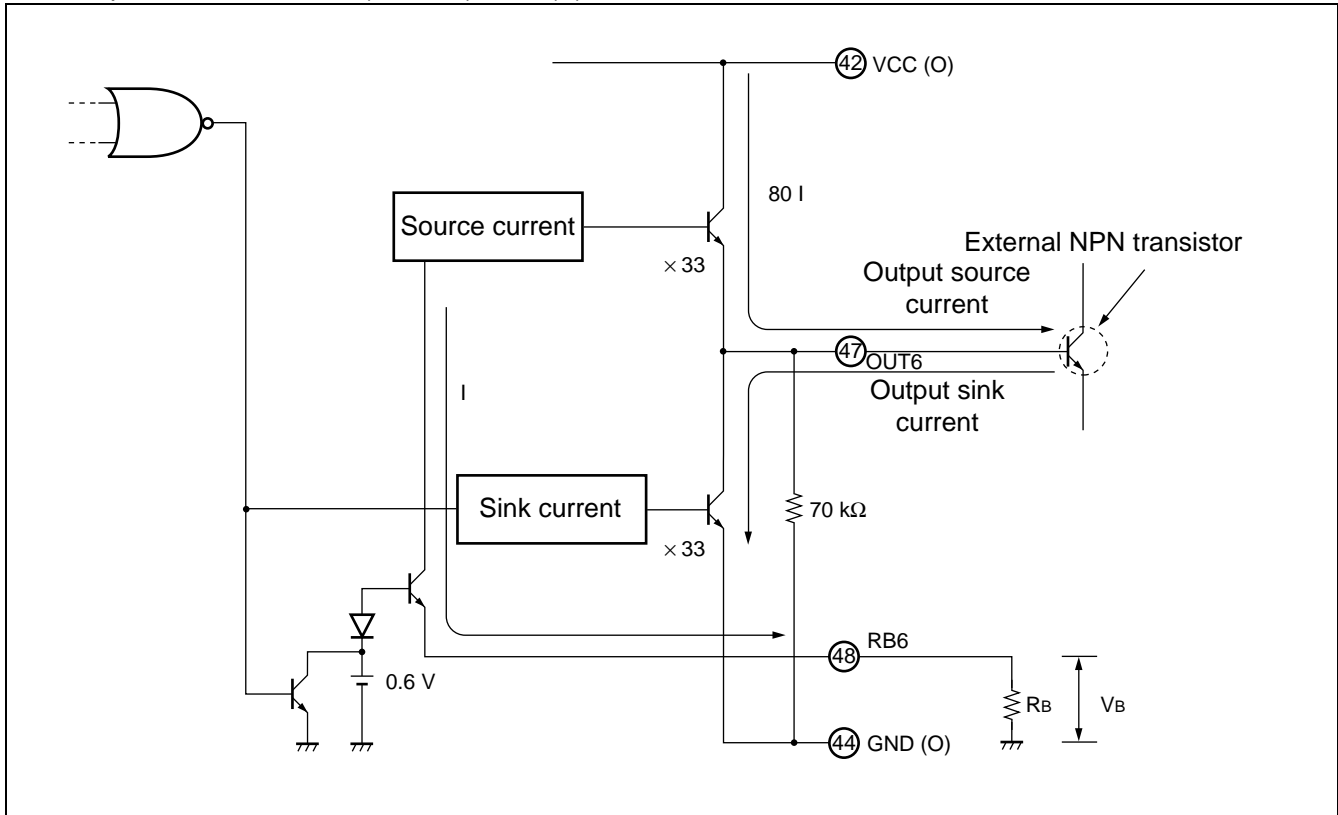 42 VCC (O)
80 I
Source current
× 33
External NPN transistor
Output source
current
47
OUT6
Output sink
current
I
Sink current
× 33
70 kΩ
0.6 V
48
RB6
RB
VB
44 GND (O)